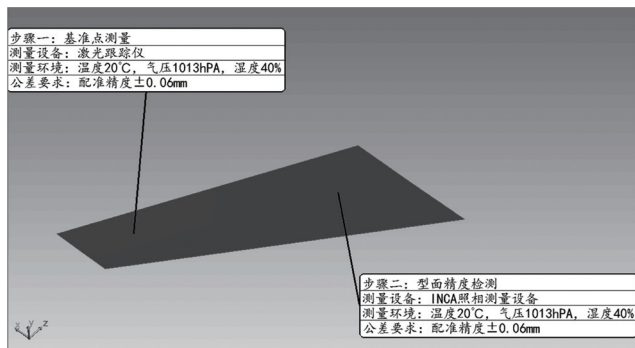 步骤一：基准点测量
测量设备：激光跟踪仪
测量环境：温度20℃，气压1013hPA，湿度40%
公差要求：配准精度±0.06mm
步骤二：型面精度检测
测量设备：INCA照相测量设备
测量环境：温度20℃，气压1013hPA，湿度40%
公差要求：配准精度±0.06mm
X Y Z